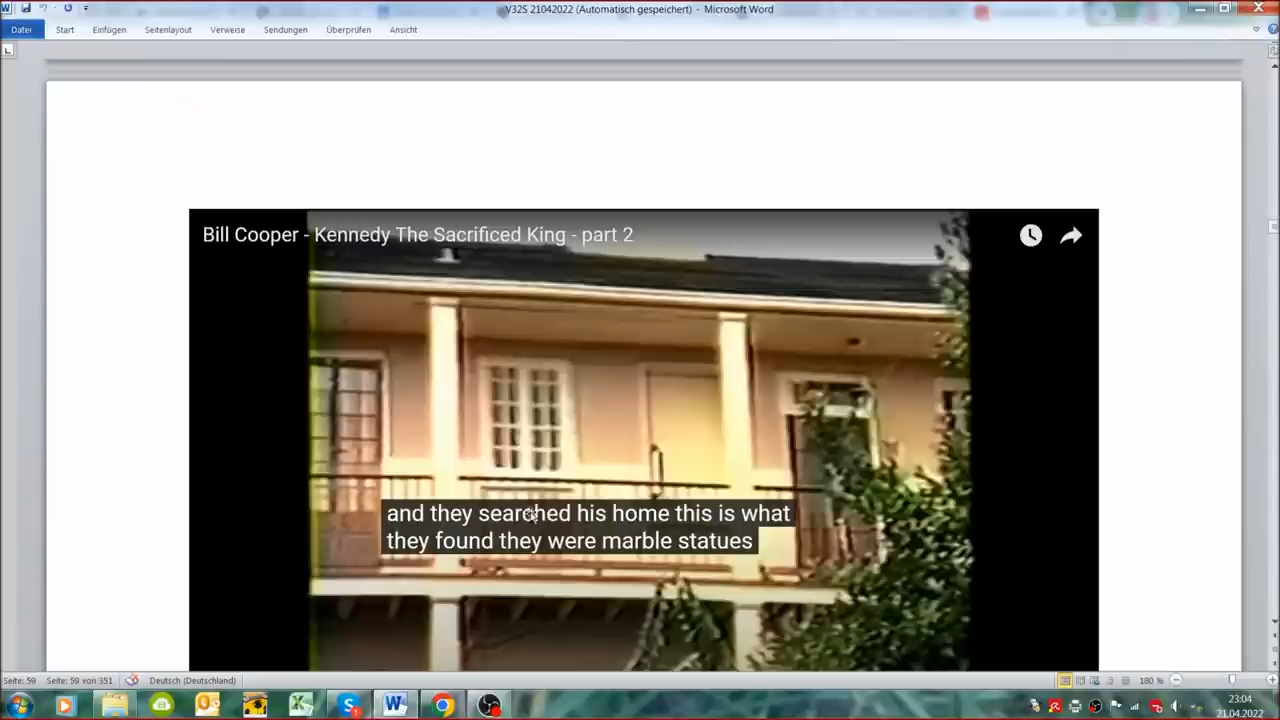 V32S 21042022 (Automatisch gespeichert) - Microsoft Word
Datei Start Einfügen Seitenlayout Verweise Sendungen Überprüfen Ansicht
Bill Cooper - Kennedy The Sacrificed King - part 2
and they searched his home this is what
they found they were marble statues
Seite: 59 Seite: 59 von 351 Deutsch (Deutschland) 180 %
23:04
21.04.2022